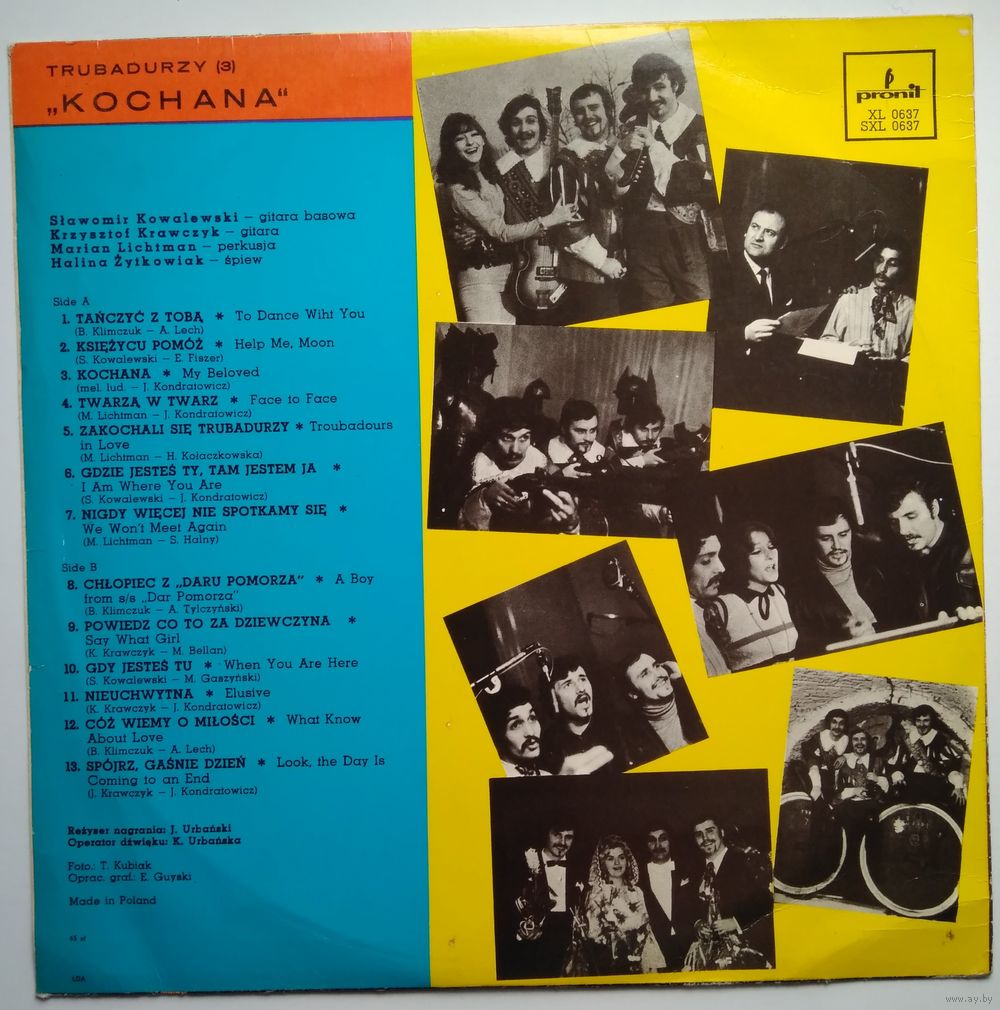 TRUBADURZY (3)
„KOCHANA"
pronit
XL 0637
SXL 0637
Sławomir Kowalewski – gitara basowa
Krzysztof Krawczyk – gitara
Marian Lichtman – perkusja
Halina Żytkowiak – śpiew
Side A
1. TAŃCZYĆ Z TOBĄ * To Dance Wiht You
(B. Klimczuk – A. Lech)
2. KSIĘŻYCU POMÓŻ * Help Me, Moon
(S. Kowalewski – E. Fiszer)
3. KOCHANA * My Beloved
(mel. lud. – J. Kondratowicz)
4. TWARZĄ W TWARZ * Face to Face
(M. Lichtman – J. Kondratowicz)
5. ZAKOCHALI SIĘ TRUBADURZY * Troubadours
in Love
(M. Lichtman – H. Kołaczkowska)
6. GDZIE JESTEŚ TY, TAM JESTEM JA *
I Am Where You Are
(S. Kowalewski – J. Kondratowicz)
7. NIGDY WIĘCEJ NIE SPOTKAMY SIĘ *
We Won't Meet Again
(M. Lichtman – S. Halny)
Side B
8. CHŁOPIEC Z „DARU POMORZA" * A Boy
from s/s „Dar Pomorza"
(B. Klimczuk – A. Tylczyński)
9. POWIEDZ CO TO ZA DZIEWCZYNA *
Say What Girl
(K. Krawczyk – M. Bellan)
10. GDY JESTEŚ TU * When You Are Here
(S. Kowalewski – M. Gaszyński)
11. NIEUCHWYTNA * Elusive
(K. Krawczyk – J. Kondratowicz)
12. CÓŻ WIEMY O MIŁOŚCI * What Know
About Love
(B. Klimczuk – A. Lech)
13. SPÓJRZ, GAŚNIE DZIEŃ * Look, the Day Is
Coming to an End
(J. Krawczyk – J. Kondratowicz)
Reżyser nagrania: J. Urbański
Operator dźwięku: K. Urbańska
Foto.: T. Kubiak
Oprac. graf.: E. Guyski
Made in Poland
65 zł
ŁDA
www.ay.by